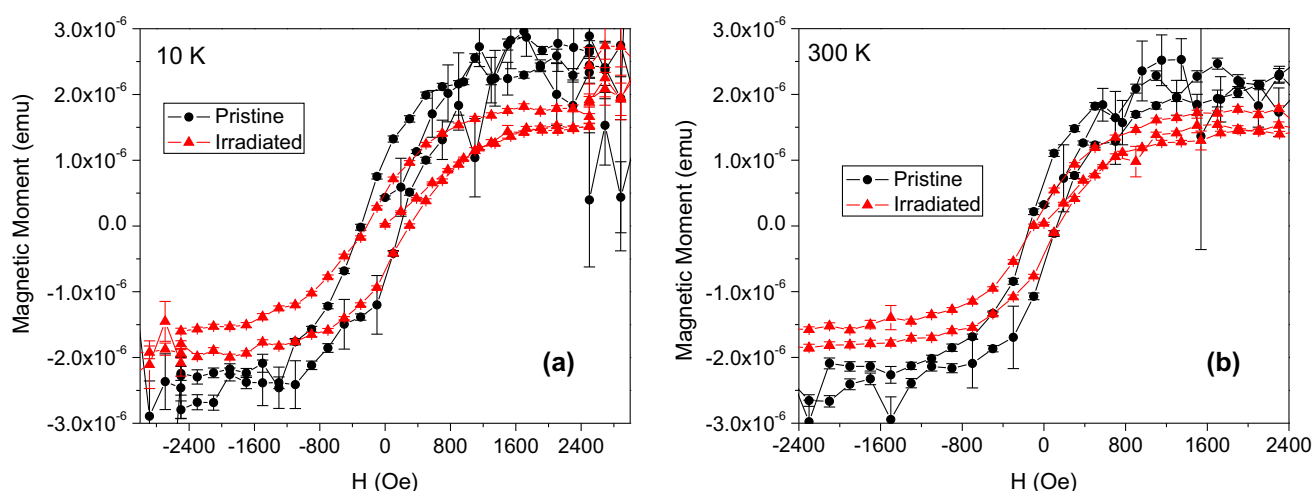 10 K
Pristine
Irradiated
(a)
3.0x10⁻⁶
2.0x10⁻⁶
1.0x10⁻⁶
0.0
-1.0x10⁻⁶
-2.0x10⁻⁶
-3.0x10⁻⁶
Magnetic Moment (emu)
-2400 -1600 -800 0 800 1600 2400
H (Oe)
300 K
Pristine
Irradiated
(b)
3.0x10⁻⁶
2.0x10⁻⁶
1.0x10⁻⁶
0.0
-1.0x10⁻⁶
-2.0x10⁻⁶
-3.0x10⁻⁶
Magnetic Moment (emu)
-2400 -1600 -800 0 800 1600 2400
H (Oe)